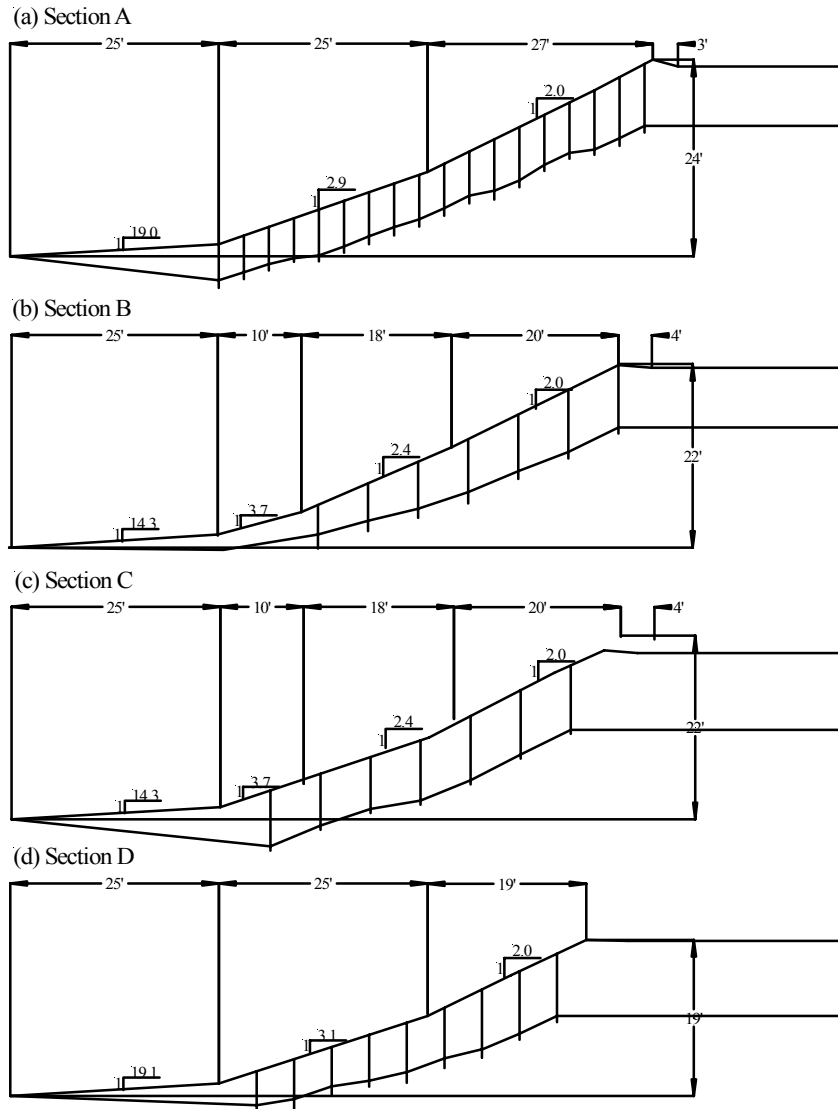 (a) Section A
25' 25' 27' 3'
1 2.0
24'
1 2.9
1 19.0
(b) Section B
25' 10' 18' 20' 4'
1 2.0
1 2.4
22'
1 3.7
1 14.3
(c) Section C
25' 10' 18' 20' 4'
1 2.0
1 2.4
22'
1 3.7
1 14.3
(d) Section D
25' 25' 19'
1 2.0
19'
1 3.1
1 19.1